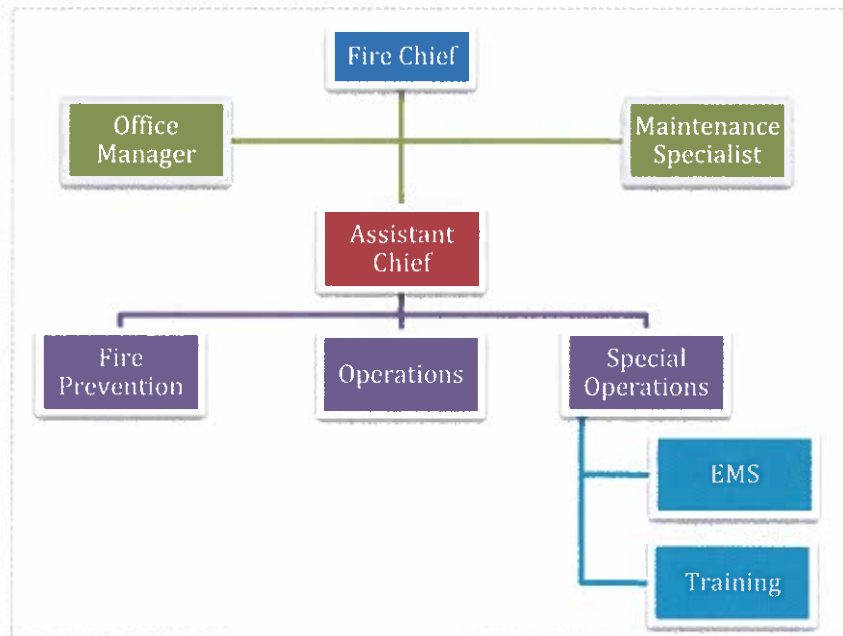 Fire Chief
Office
Manager
Maintenance
Specialist
Assistant
Chief
Fire
Prevention
Operations
Special
Operations
EMS
Training